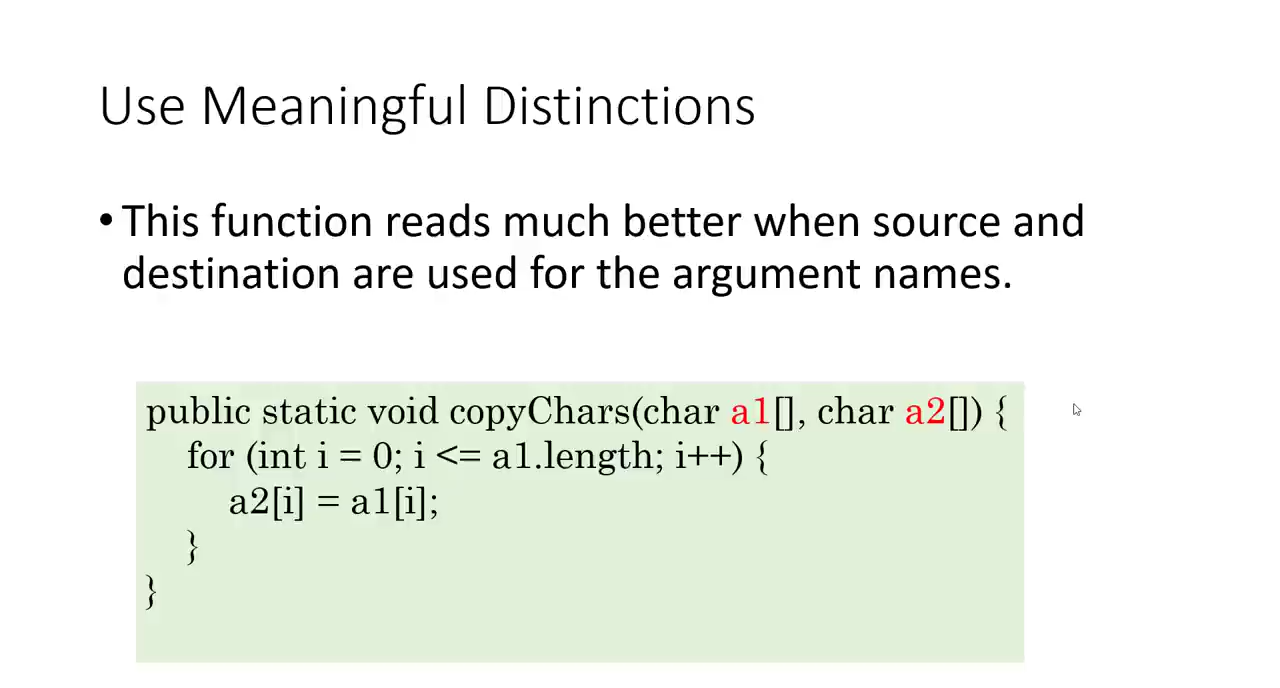 Use Meaningful Distinctions
• This function reads much better when source and
destination are used for the argument names.
public static void copyChars(char a1[], char a2[]) {
for (int i = 0; i <= a1.length; i++) {
a2[i] = a1[i];
}
}